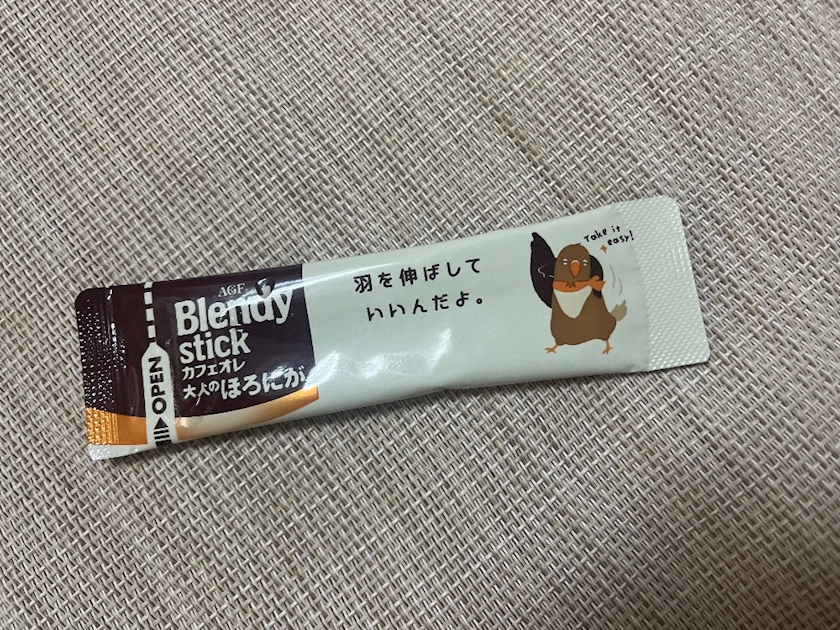 OPEN
AGF
Blendy
stick
カフェオレ
大人のほろにが
羽を伸ばして
いいんだよ。
Take it
easy!